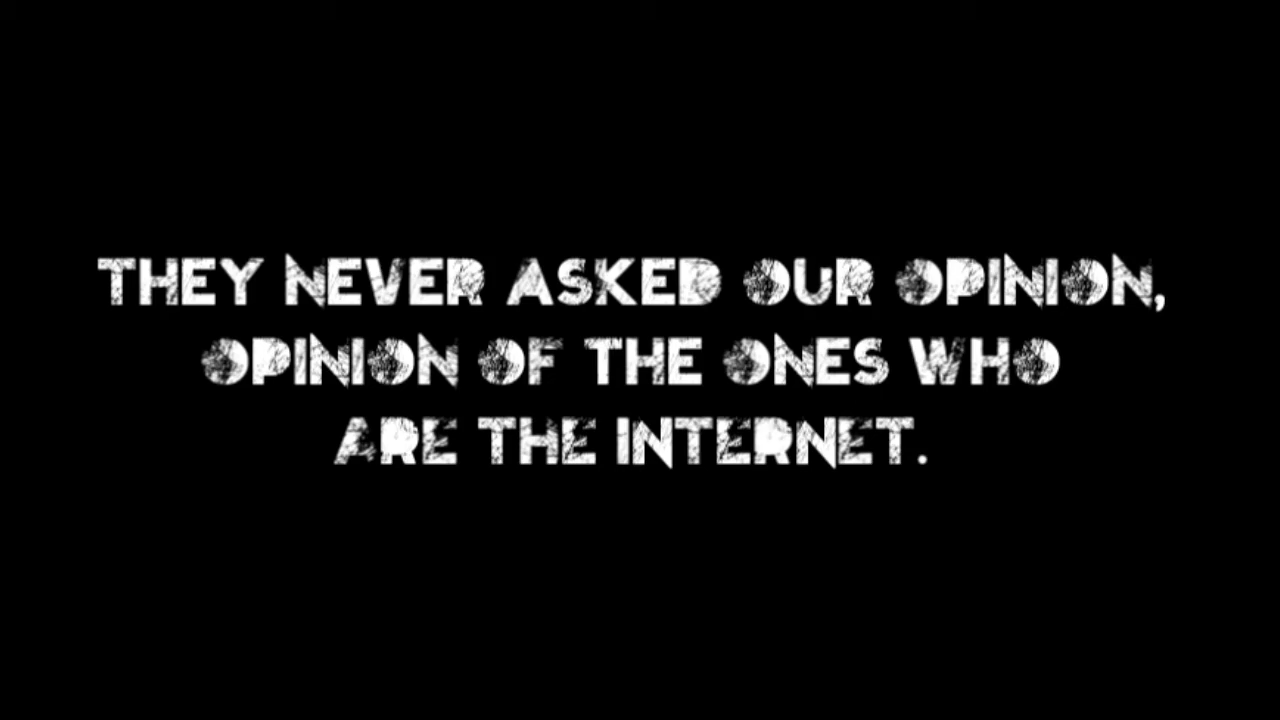 THEY NEVER ASKED OUR OPINION,
OPINION OF THE ONES WHO
ARE THE INTERNET.